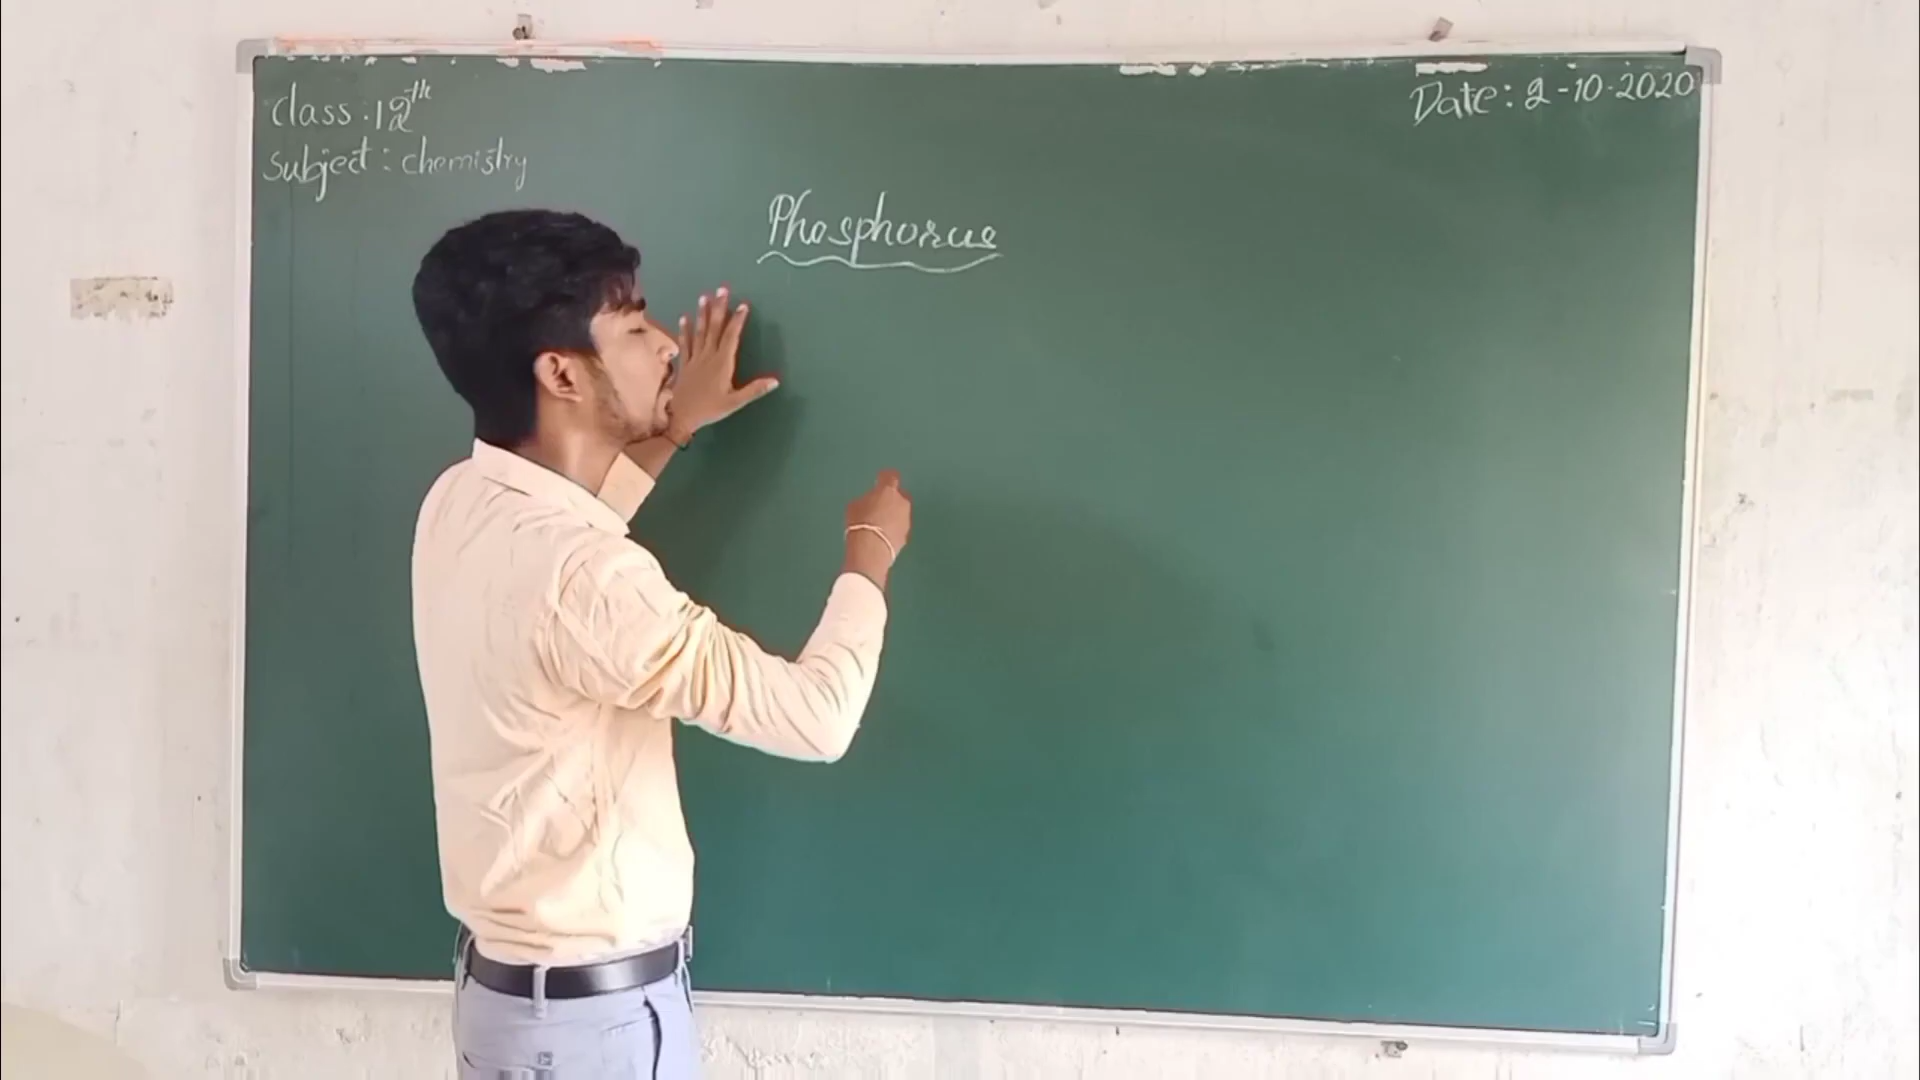 Class : 12th
Subject : chemistry
Date : 2-10-2020
Phosphorus